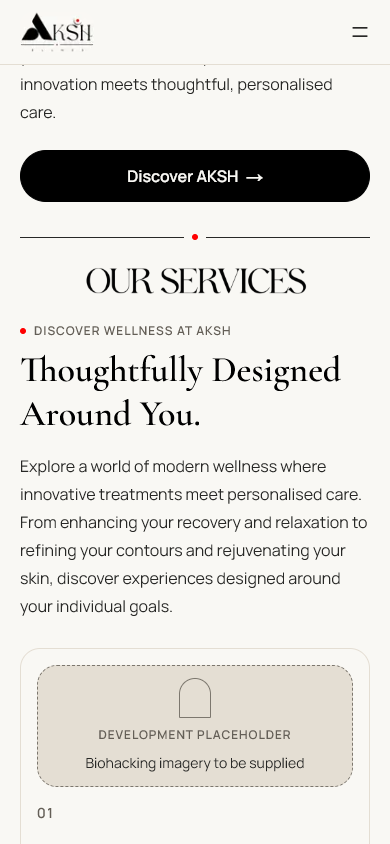 AKSH
innovation meets thoughtful, personalised
care.
Discover AKSH →
OUR SERVICES
DISCOVER WELLNESS AT AKSH
Thoughtfully Designed
Around You.
Explore a world of modern wellness where
innovative treatments meet personalised care.
From enhancing your recovery and relaxation to
refining your contours and rejuvenating your
skin, discover experiences designed around
your individual goals.
DEVELOPMENT PLACEHOLDER
Biohacking imagery to be supplied
01